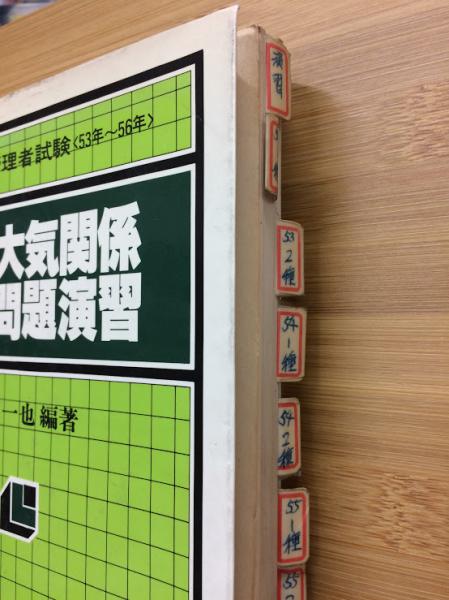 理者試験〈53年～56年〉
大気関係
問題演習
一也 編著
演習
53 2種
54 1種
54 2種
55 1種
55